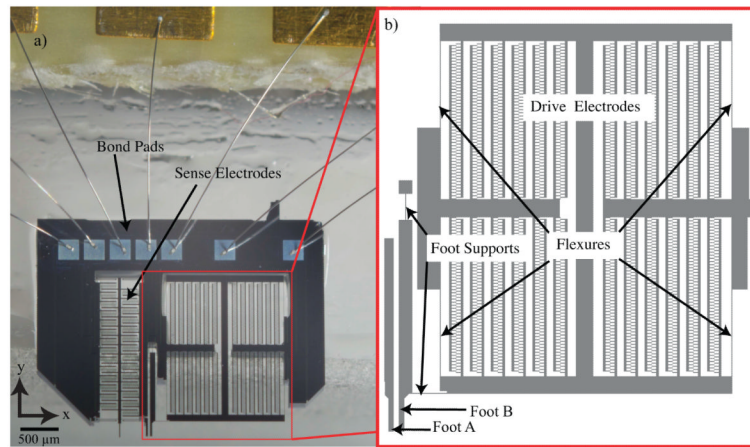 a)
Bond Pads
Sense Electrodes
y
x
500 μm
b)
Drive Electrodes
Foot Supports
Flexures
Foot B
Foot A